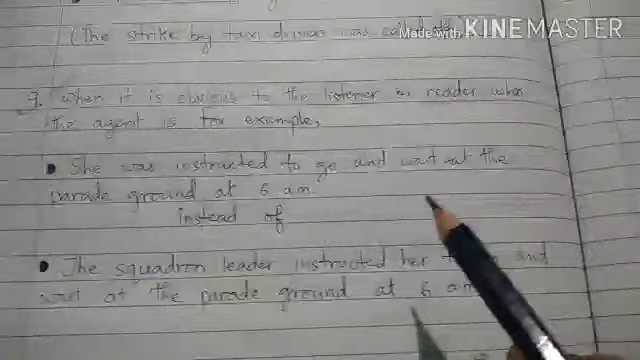 (The strike by taxi drivers was
Made with KINEMASTER
7. When it is obvious to the listener or reader who
the agent is for example,
• She was instructed to go and wait at the
parade ground at 6 am
instead of
• The squadron leader instructed her and
wait at the parade ground at 6 am